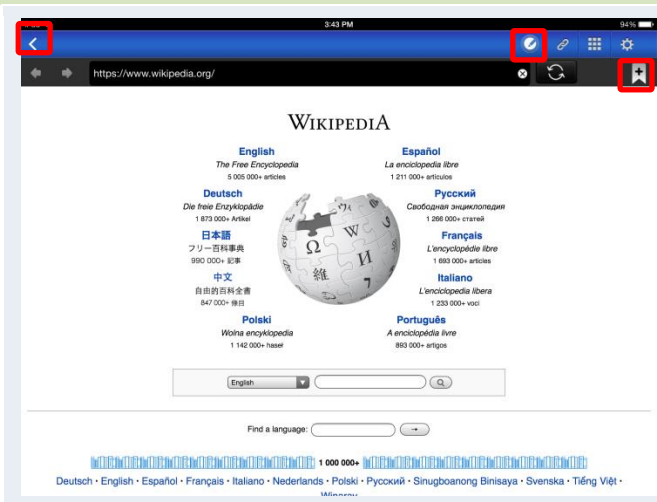 3:43 PM
94%
https://www.wikipedia.org/
WIKIPEDIA
English
The Free Encyclopedia
5 005 000+ articles
Español
La enciclopedia libre
1 211 000+ artículos
Deutsch
Die freie Enzyklopädie
1 873 000+ Artikel
Русский
Свободная энциклопедия
1 266 000+ статей
日本語
フリー百科事典
990 000+ 記事
Français
L'encyclopédie libre
1 693 000+ articles
中文
自由的百科全書
847 000+ 條目
Italiano
L'enciclopedia libera
1 233 000+ voci
Polski
Wolna encyklopedia
1 142 000+ haseł
Português
A enciclopédia livre
893 000+ artigos
Ω W И 維 7
English
Find a language:
1 000 000+
Deutsch · English · Español · Français · Italiano · Nederlands · Polski · Русский · Sinugboanong Binisaya · Svenska · Tiếng Việt ·